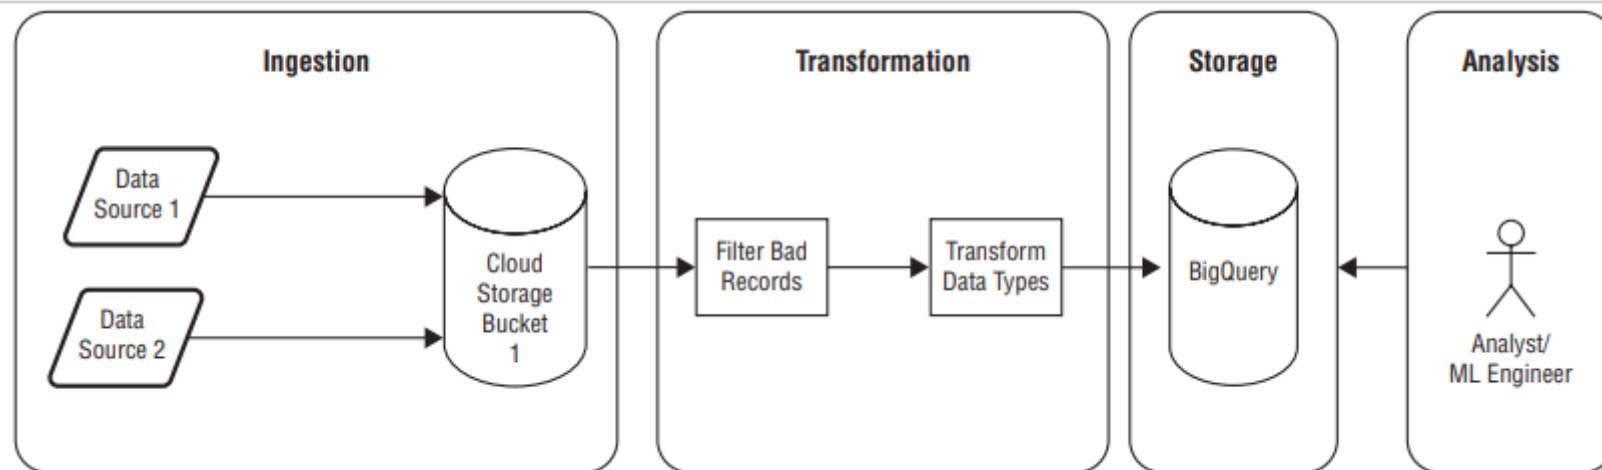 Ingestion
Transformation
Storage
Analysis
Data
Source 1
Data
Source 2
Cloud
Storage
Bucket
1
Filter Bad
Records
Transform
Data Types
BigQuery
Analyst/
ML Engineer